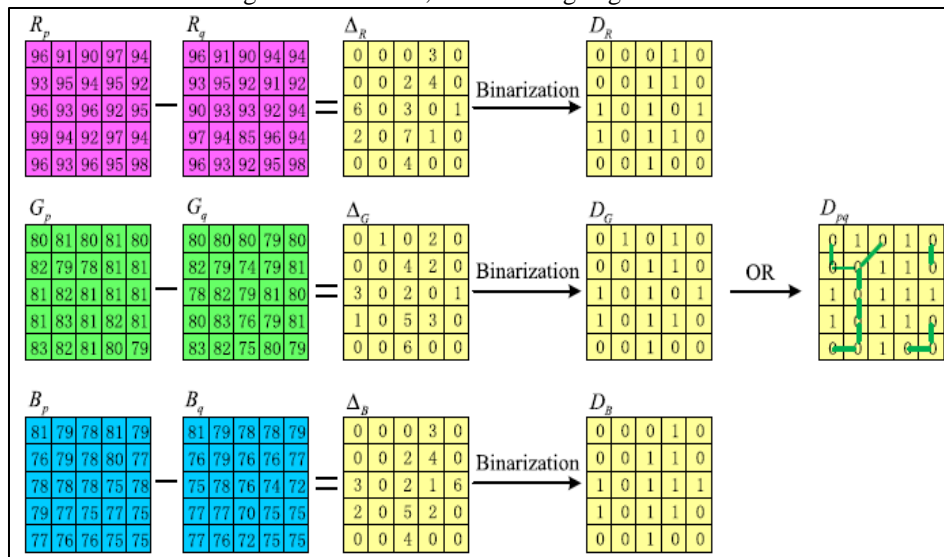 R_p R_q Δ_R D_R
96 91 90 97 94 96 91 90 94 94 0 0 0 3 0 0 0 0 1 0
93 95 94 95 92 93 95 92 91 92 0 0 2 4 0 Binarization 0 0 1 1 0
96 93 96 92 95 − 90 93 93 92 94 = 6 0 3 0 1 1 0 1 0 1
99 94 92 97 94 97 94 85 96 94 2 0 7 1 0 1 0 1 1 0
96 93 96 95 98 96 93 92 95 98 0 0 4 0 0 0 0 1 0 0
G_p G_q Δ_G D_G D_pq
80 81 80 81 80 80 80 80 79 80 0 1 0 2 0 0 1 0 1 0 0 1 0 1 0
82 79 78 81 81 82 79 74 79 81 0 0 4 2 0 Binarization 0 0 1 1 0 OR 0 0 1 1 0
81 82 81 81 81 − 78 82 79 81 80 = 3 0 2 0 1 1 0 1 0 1 1 0 1 1 1
81 83 81 82 81 80 83 76 79 81 1 0 5 3 0 1 0 1 1 0 1 0 1 1 0
83 82 81 80 79 83 82 75 80 79 0 0 6 0 0 0 0 1 0 0 0 0 1 0 0
B_p B_q Δ_B D_B
81 79 78 81 79 81 79 78 78 79 0 0 0 3 0 0 0 0 1 0
76 79 78 80 77 76 79 76 76 77 0 0 2 4 0 Binarization 0 0 1 1 0
78 78 78 75 78 − 75 78 76 74 72 = 3 0 2 1 6 1 0 1 1 1
79 77 75 77 75 77 77 70 75 75 2 0 5 2 0 1 0 1 1 0
77 76 76 75 75 77 76 72 75 75 0 0 4 0 0 0 0 1 0 0